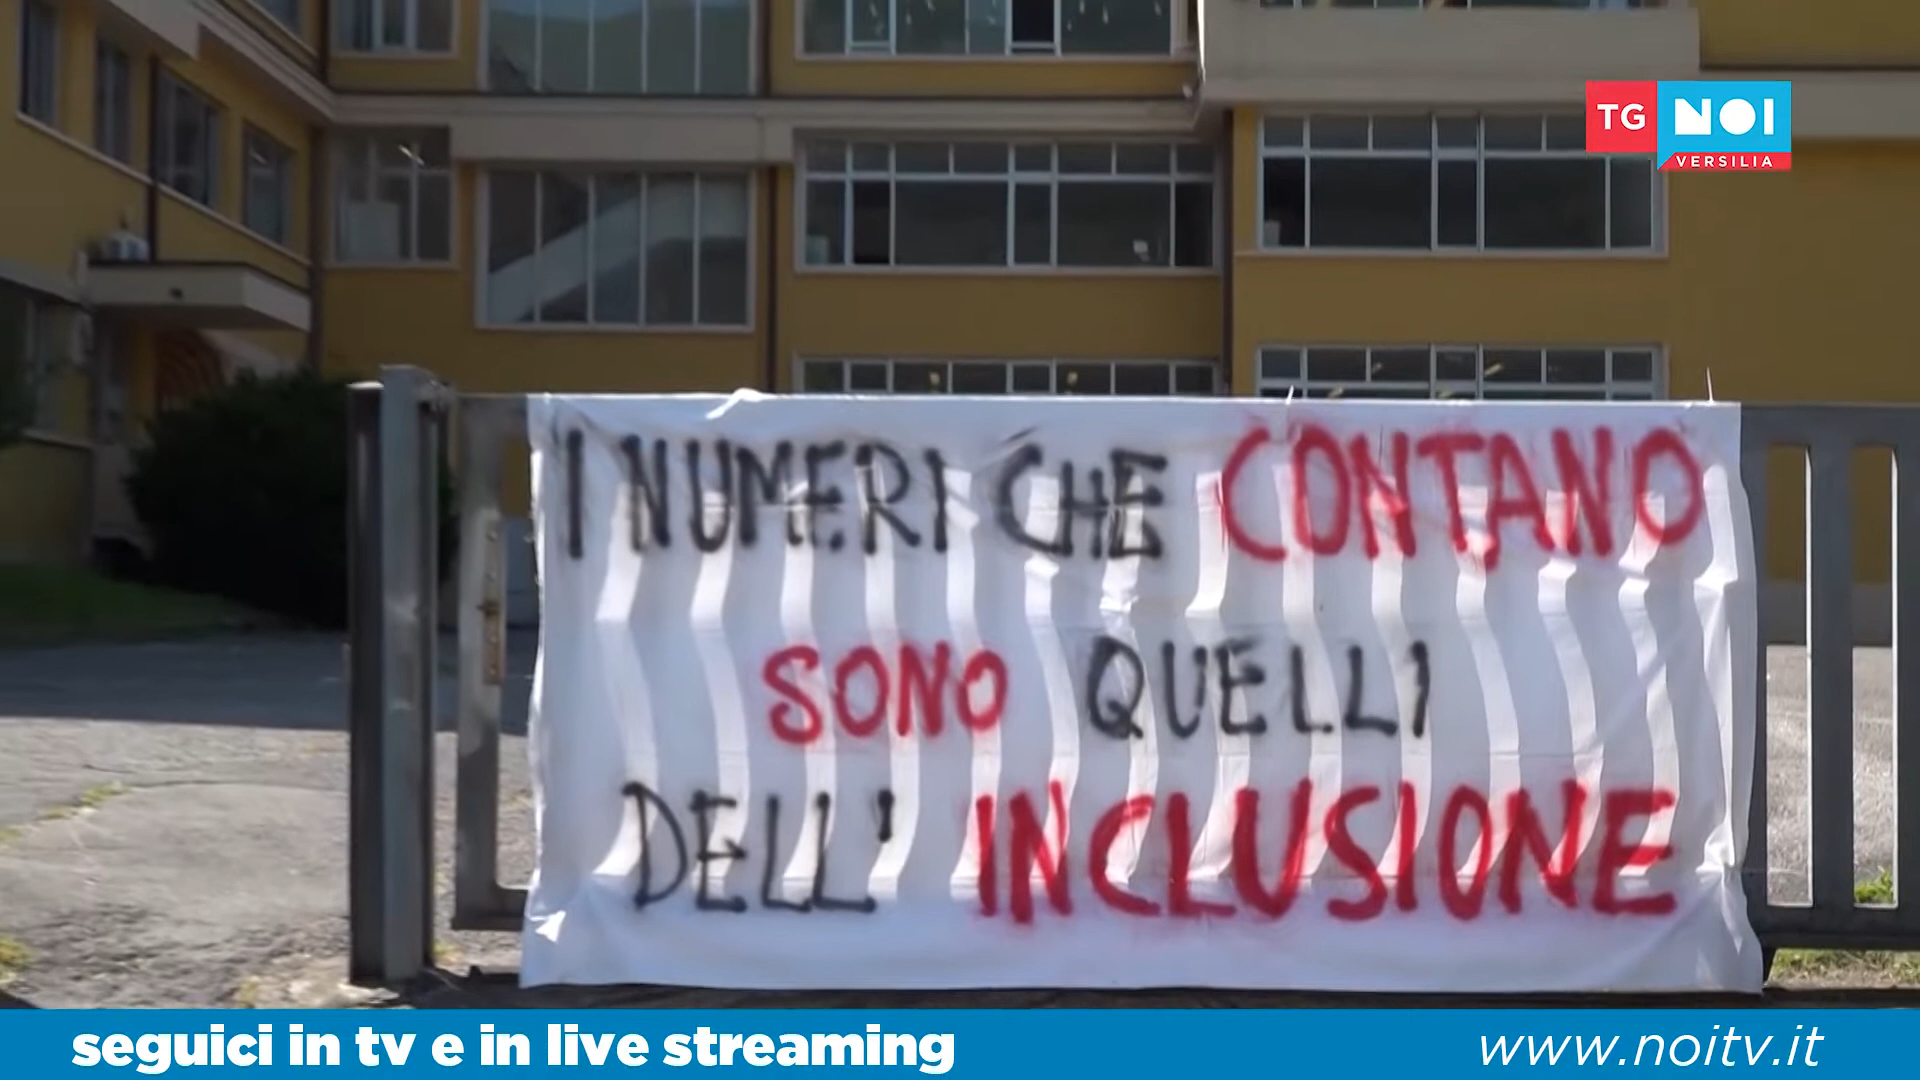 TG NOI
VERSILIA
I NUMERI CHE CONTANO
SONO QUELLI
DELL' INCLUSIONE
seguici in tv e in live streaming
www.noitv.it